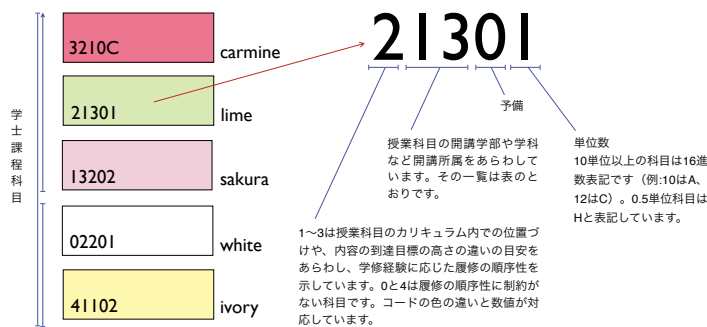 3210C
carmine
21301
lime
13202
sakura
02201
white
41102
ivory
学士課程科目
21301
予備
授業科目の開講学部や学科
など開講所属をあらわして
います。その一覧は表のと
おりです。
単位数
10単位以上の科目は16進
数表記です（例:10はA、
12はC）。0.5単位科目は
Hと表記しています。
1〜3は授業科目のカリキュラム内での位置づ
けや、内容の到達目標の高さの違いの目安を
あらわし、学修経験に応じた履修の順序性を
示しています。0と4は履修の順序性に制約が
ない科目です。コードの色の違いと数値が対
応しています。